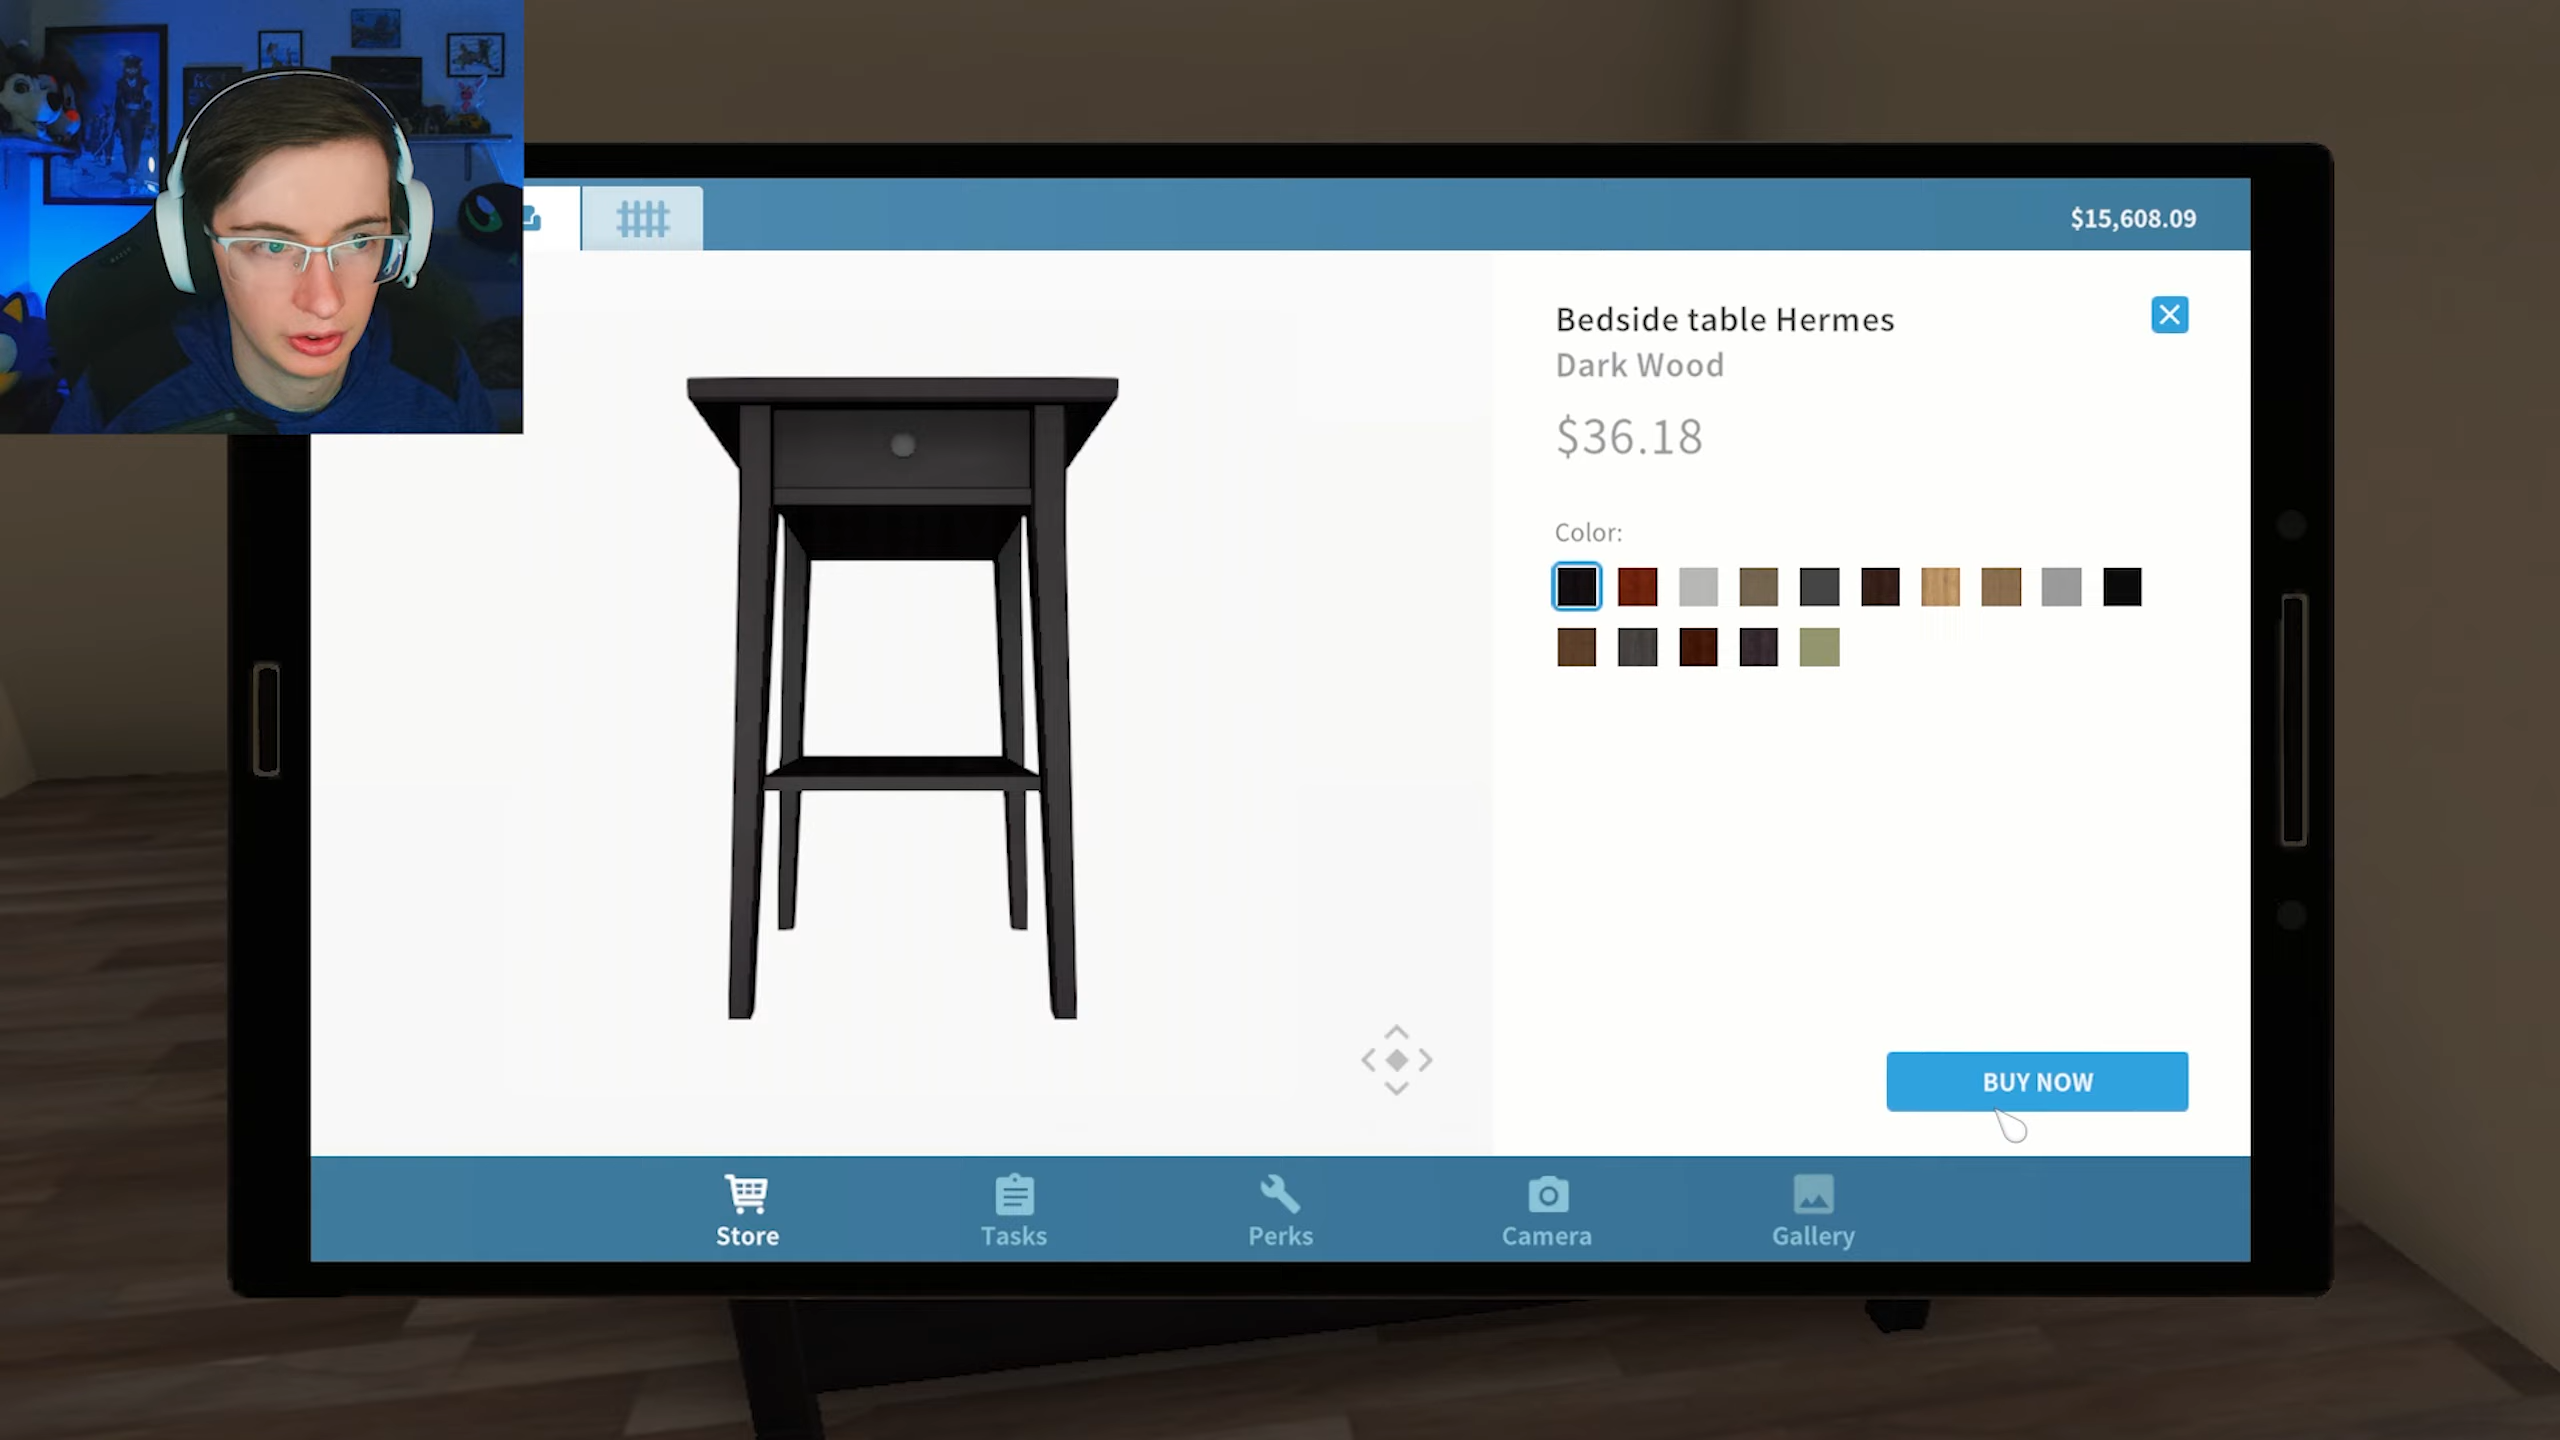 $15,608.09
Bedside table Hermes
Dark Wood
$36.18
Color:
BUY NOW
Store
Tasks
Perks
Camera
Gallery